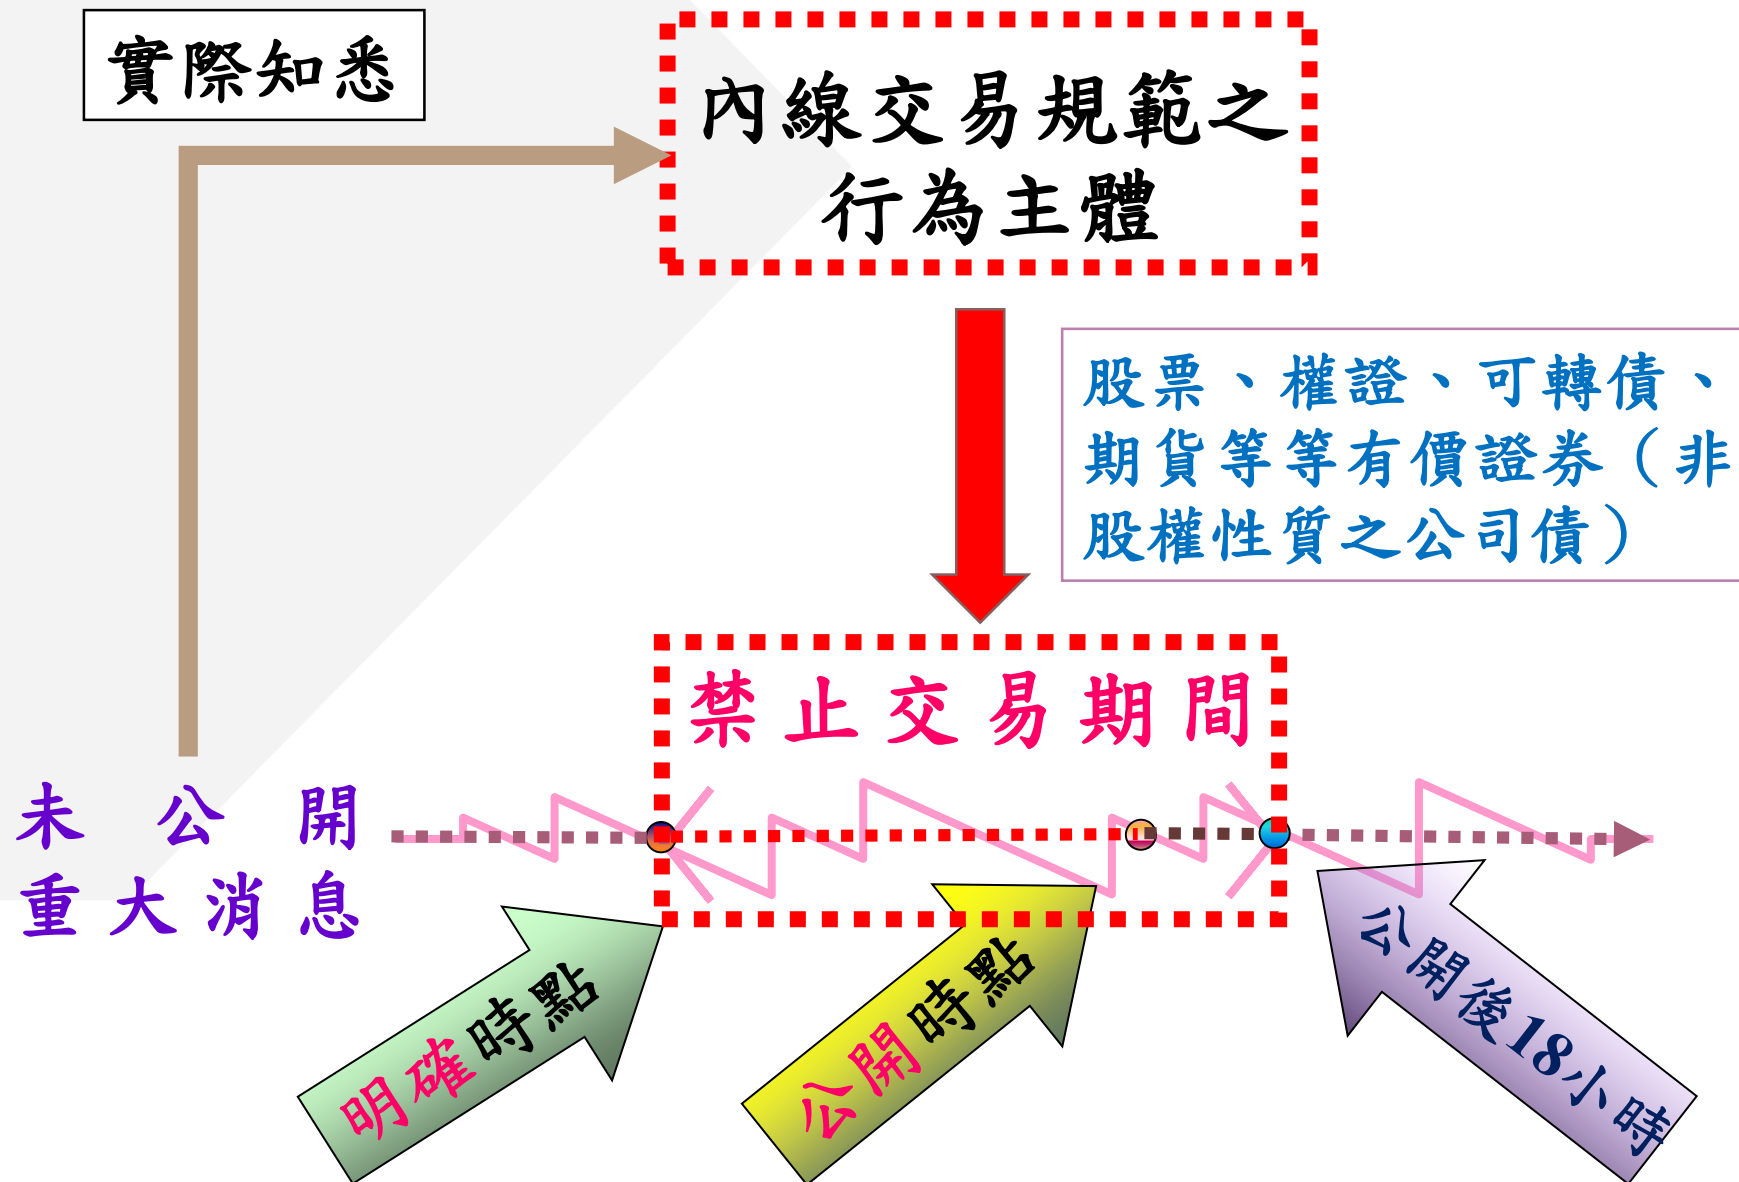 實際知悉
內線交易規範之
行為主體
股票、權證、可轉債、
期貨等等有價證券（非
股權性質之公司債）
禁止交易期間
未公開
重大消息
明確時點
公開時點
公開後18小時